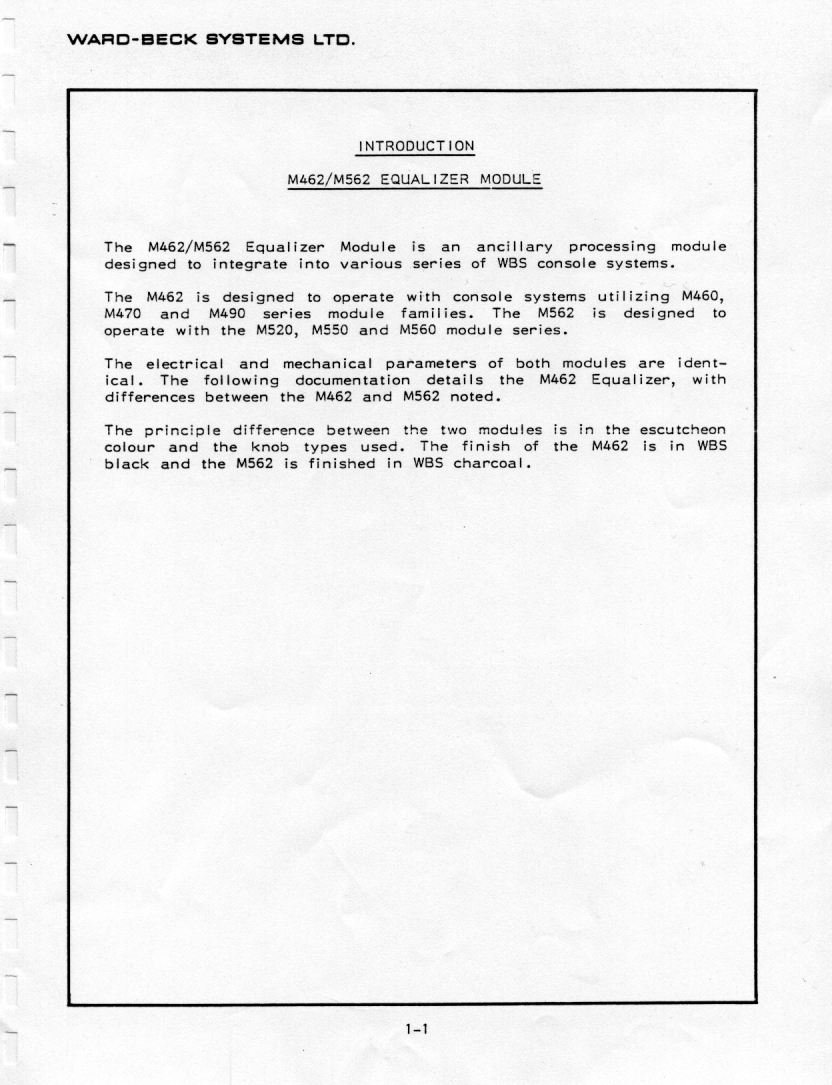 WARD-BECK SYSTEMS LTD.
INTRODUCTION
M462/M562 EQUALIZER MODULE
The M462/M562 Equalizer Module is an ancillary processing module
designed to integrate into various series of WBS console systems.
The M462 is designed to operate with console systems utilizing M460,
M470 and M490 series module families. The M562 is designed to
operate with the M520, M550 and M560 module series.
The electrical and mechanical parameters of both modules are ident-
ical. The following documentation details the M462 Equalizer, with
differences between the M462 and M562 noted.
The principle difference between the two modules is in the escutcheon
colour and the knob types used. The finish of the M462 is in WBS
black and the M562 is finished in WBS charcoal.
1-1